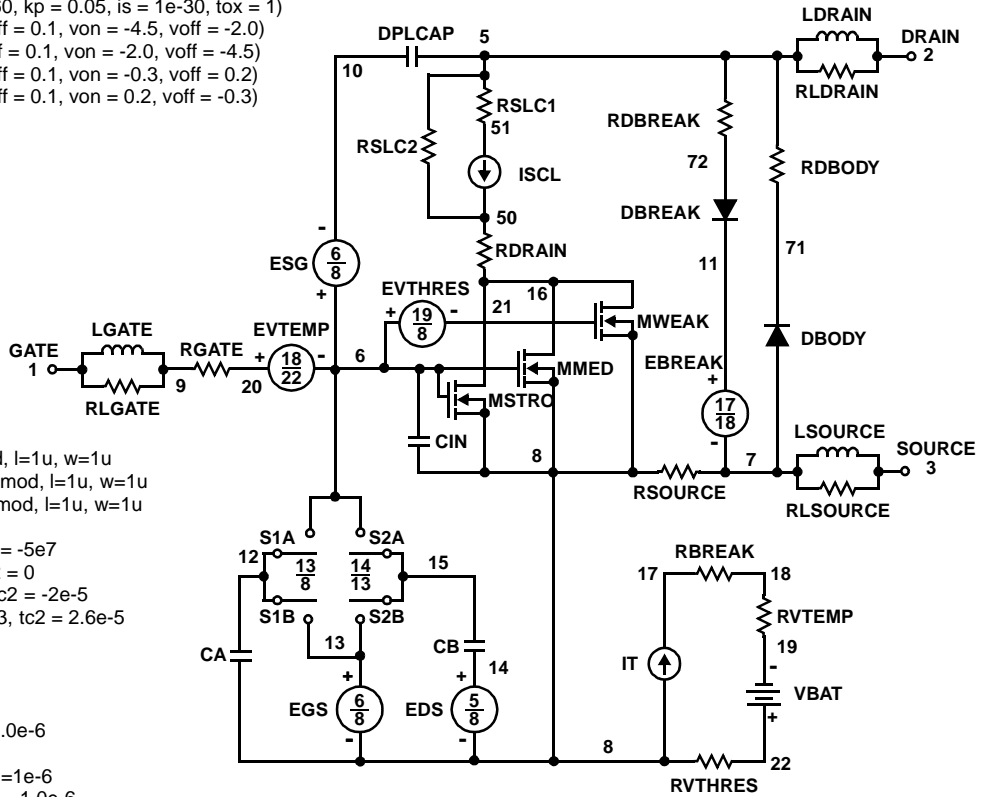 60, kp = 0.05, is = 1e-30, tox = 1)
ff = 0.1, von = -4.5, voff = -2.0)
f = 0.1, von = -2.0, voff = -4.5)
ff = 0.1, von = -0.3, voff = 0.2)
ff = 0.1, von = 0.2, voff = -0.3)
LDRAIN
DPLCAP
5
DRAIN
2
10
RLDRAIN
RSLC1
51
RDBREAK
RSLC2
ISCL
72
RDBODY
DBREAK
50
RDRAIN
71
11
-
ESG
6
8
+
EVTHRES
+
19
8
-
21
16
MWEAK
DBODY
LGATE
EVTEMP
GATE
1
RGATE
+
18
22
-
6
EBREAK
+
MMED
9
20
RLGATE
MSTRO
17
18
-
CIN
LSOURCE
SOURCE
3
8
7
RSOURCE
RLSOURCE
d, l=1u, w=1u
mod, l=1u, w=1u
mod, l=1u, w=1u
= -5e7
= 0
c2 = -2e-5
3, tc2 = 2.6e-5
S1A
S2A
12
13
8
14
13
15
S1B
S2B
RBREAK
17
18
RVTEMP
13
CA
CB
19
-
+
+
14
IT
VBAT
EGS
6
8
EDS
5
8
+
-
-
.0e-6
8
22
RVTHRES
=1e-6